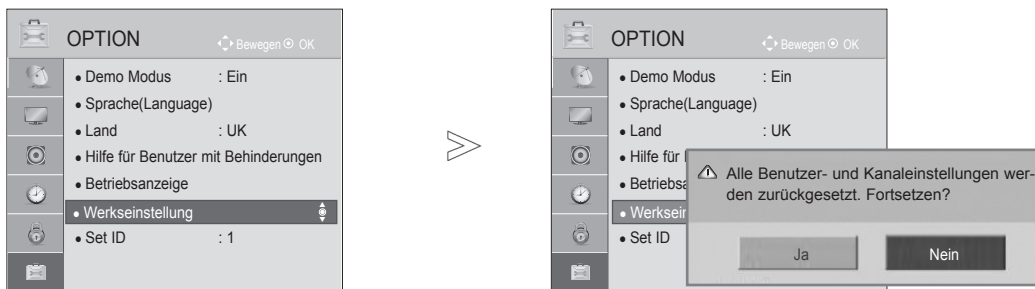 OPTION
Bewegen OK
• Demo Modus : Ein
• Sprache(Language)
• Land : UK
• Hilfe für Benutzer mit Behinderungen
• Betriebsanzeige
• Werkseinstellung
• Set ID : 1
OPTION
Bewegen OK
• Demo Modus : Ein
• Sprache(Language)
• Land : UK
• Hilfe für
• Betriebsa
• Werksein
• Set ID
Alle Benutzer- und Kanaleinstellungen wer-
den zurückgesetzt. Fortsetzen?
Ja Nein